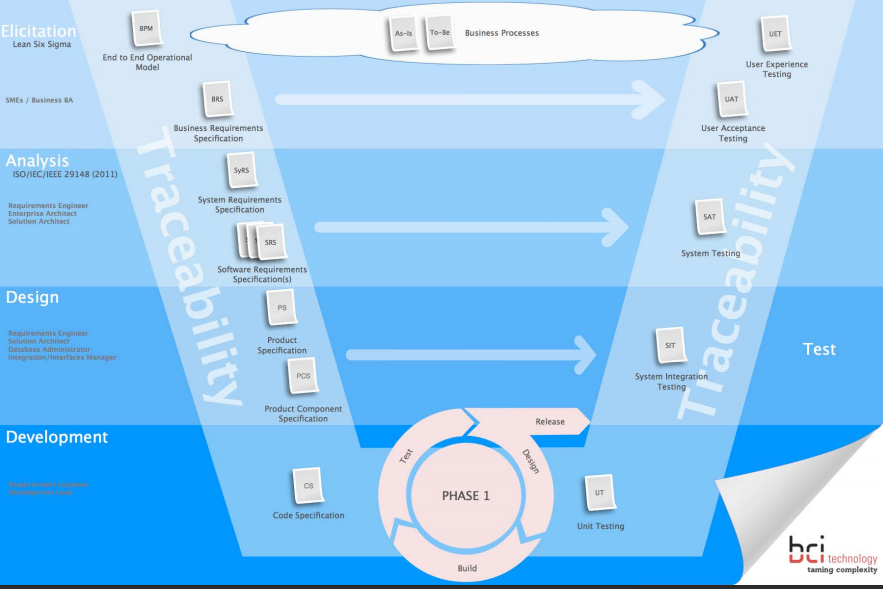 Elicitation
Lean Six Sigma
SMEs / Business BA
BPM
End to End Operational
Model
As-Is
To-Be
Business Processes
UET
User Experience
Testing
BRS
Business Requirements
Specification
UAT
User Acceptance
Testing
Traceability
Traceability
Analysis
ISO/IEC/IEEE 29148 (2011)
Requirements Engineer
Enterprise Architect
Solution Architect
SyRS
System Requirements
Specification
S
S
SRS
Software Requirements
Specification(s)
SAT
System Testing
Design
Requirements Engineer
Solution Architect
Database Administrator
Integration/Interfaces Manager
PS
Product
Specification
PCS
Product Component
Specification
SIT
System Integration
Testing
Test
Development
CS
Code Specification
Release
Test
Design
PHASE 1
Build
UT
Unit Testing
bci technology
taming complexity